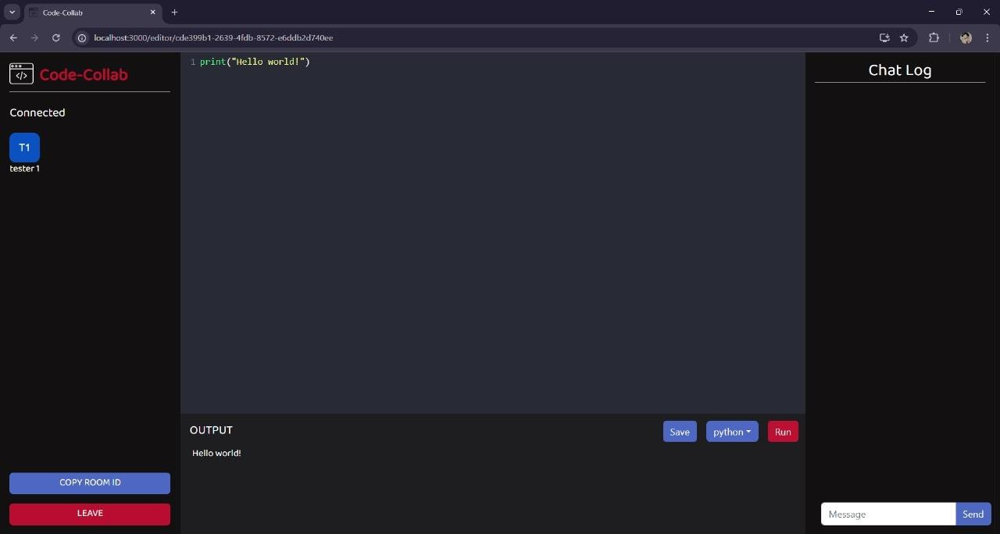 Code-Collab
localhost:3000/editor/cde399b1-2639-4fdb-8572-e6ddb2d740ee
</> Code-Collab
Connected
T1
tester 1
COPY ROOM ID
LEAVE
1 print("Hello world!")
OUTPUT
Save python Run
Hello world!
Chat Log
Message Send